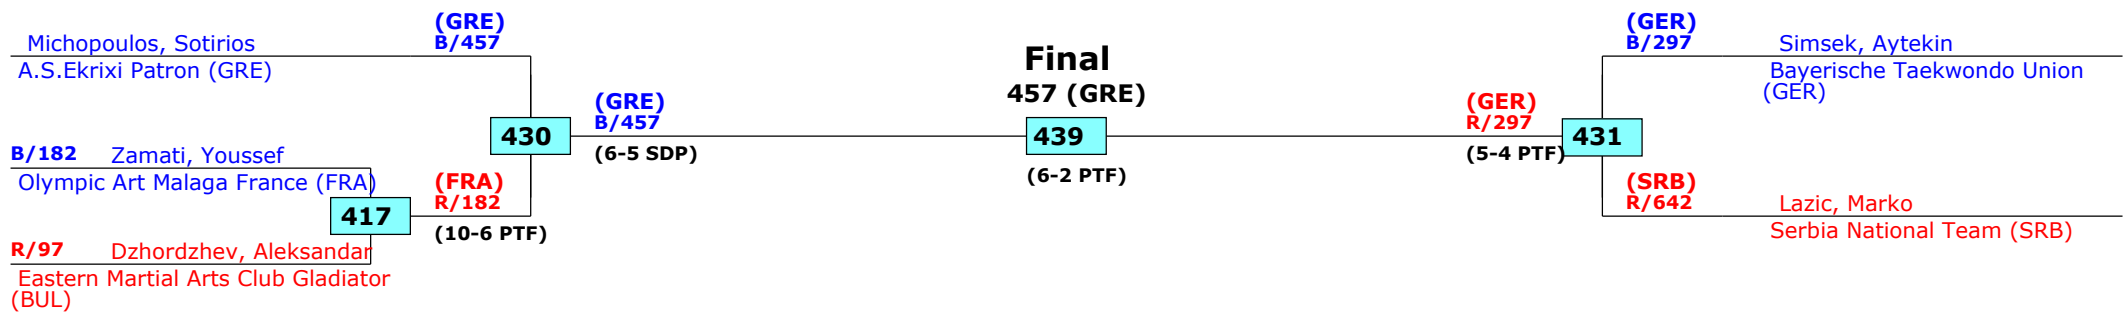 Michopoulos, Sotirios
A.S.Ekrixi Patron (GRE)
(GRE)
B/457
B/182 Zamati, Youssef
Olympic Art Malaga France (FRA)
417
R/97 Dzhordzhev, Aleksandar
Eastern Martial Arts Club Gladiator
(BUL)
(FRA)
R/182
(10-6 PTF)
430
(GRE)
B/457
(6-5 SDP)
Final
457 (GRE)
439
(6-2 PTF)
(GER)
R/297
(5-4 PTF)
431
(GER)
B/297
Simsek, Aytekin
Bayerische Taekwondo Union
(GER)
(SRB)
R/642
Lazic, Marko
Serbia National Team (SRB)